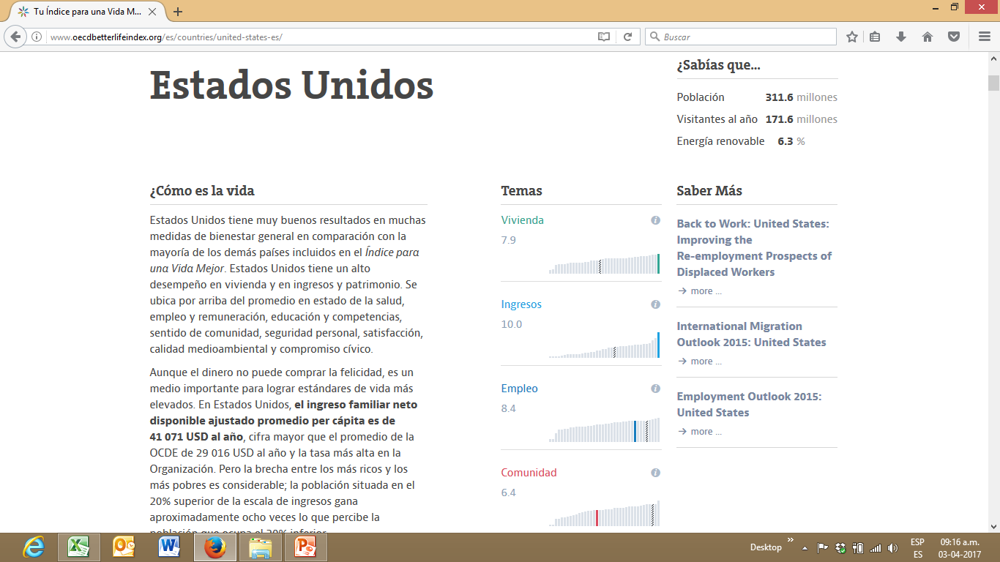 Tu Índice para una Vida M...
www.oecdbetterlifeindex.org/es/countries/united-states-es/
Buscar
Estados Unidos
¿Sabías que...
Población 311.6 millones
Visitantes al año 171.6 millones
Energía renovable 6.3 %
¿Cómo es la vida
Estados Unidos tiene muy buenos resultados en muchas
medidas de bienestar general en comparación con la
mayoría de los demás países incluidos en el Índice para
una Vida Mejor. Estados Unidos tiene un alto
desempeño en vivienda y en ingresos y patrimonio. Se
ubica por arriba del promedio en estado de la salud,
empleo y remuneración, educación y competencias,
sentido de comunidad, seguridad personal, satisfacción,
calidad medioambiental y compromiso cívico.
Aunque el dinero no puede comprar la felicidad, es un
medio importante para lograr estándares de vida más
elevados. En Estados Unidos, el ingreso familiar neto
disponible ajustado promedio per cápita es de
41 071 USD al año, cifra mayor que el promedio de la
OCDE de 29 016 USD al año y la tasa más alta en la
Organización. Pero la brecha entre los más ricos y los
más pobres es considerable; la población situada en el
20% superior de la escala de ingresos gana
aproximadamente ocho veces lo que percibe la
población que ocupa el 20% inferior.
Temas
Vivienda
7.9
Ingresos
10.0
Empleo
8.4
Comunidad
6.4
Saber Más
Back to Work: United States:
Improving the
Re-employment Prospects of
Displaced Workers
→ more ...
International Migration
Outlook 2015: United States
→ more ...
Employment Outlook 2015:
United States
→ more ...
Desktop
ESP
ES
09:16 a.m.
03-04-2017